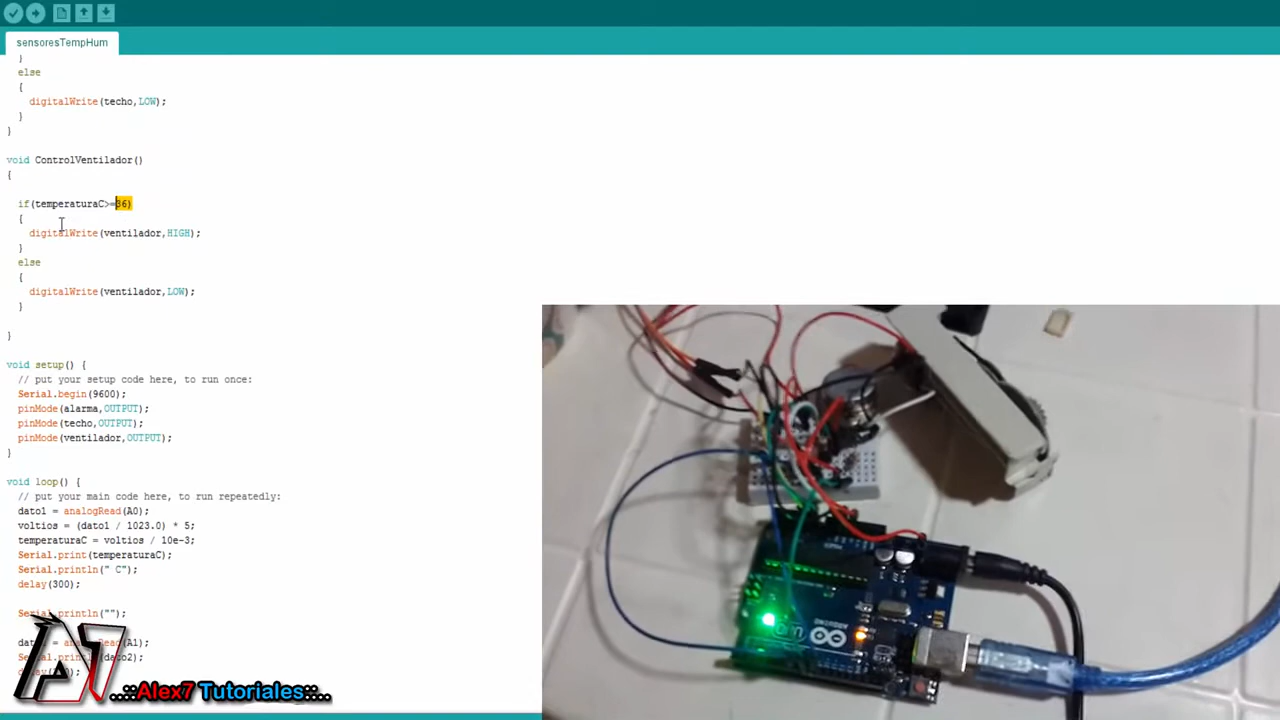 sensoresTempHum
}
else
{
digitalWrite(techo,LOW);
}
}
void ControlVentilador()
{
if(temperaturaC>=36)
{
digitalWrite(ventilador,HIGH);
}
else
{
digitalWrite(ventilador,LOW);
}
}
void setup() {
// put your setup code here, to run once:
Serial.begin(9600);
pinMode(alarma,OUTPUT);
pinMode(techo,OUTPUT);
pinMode(ventilador,OUTPUT);
}
void loop() {
// put your main code here, to run repeatedly:
dato1 = analogRead(A0);
voltios = (dato1 / 1023.0) * 5;
temperaturaC = voltios / 10e-3;
Serial.print(temperaturaC);
Serial.println(" C");
delay(300);
Serial.println("");
(A1);
A7
..::Alex7 Tutoriales::..
UNO